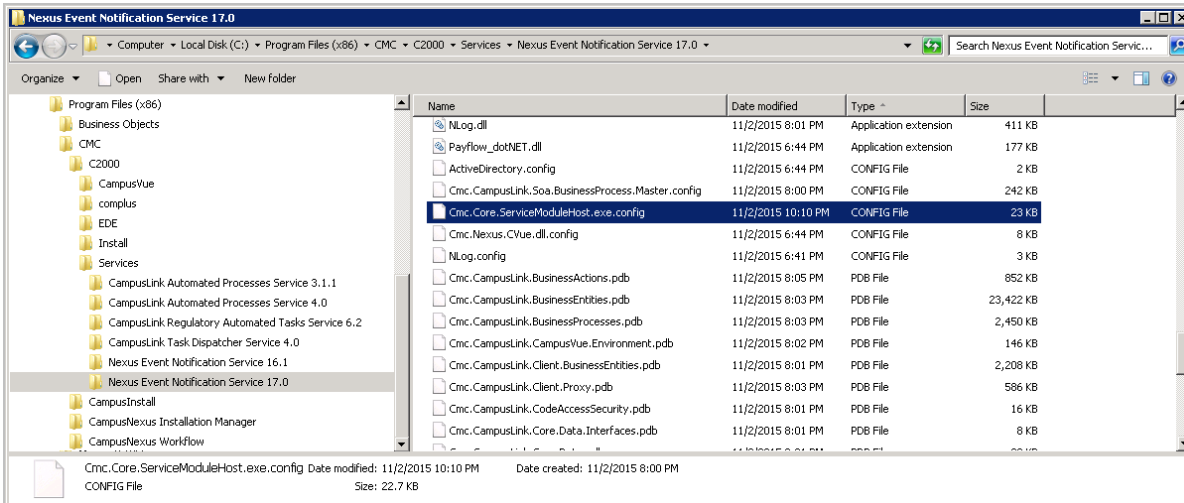 Nexus Event Notification Service 17.0
Computer Local Disk (C:) Program Files (x86) CMC C2000 Services Nexus Event Notification Service 17.0 Search Nexus Event Notification Servic...
Organize Open Share with New folder
Program Files (x86)
Business Objects
CMC
C2000
CampusVue
complus
EDE
Install
Services
CampusLink Automated Processes Service 3.1.1
CampusLink Automated Processes Service 4.0
CampusLink Regulatory Automated Tasks Service 6.2
CampusLink Task Dispatcher Service 4.0
Nexus Event Notification Service 16.1
Nexus Event Notification Service 17.0
CampusInstall
CampusNexus Installation Manager
CampusNexus Workflow
Name Date modified Type Size
NLog.dll 11/2/2015 8:01 PM Application extension 411 KB
Payflow_dotNET.dll 11/2/2015 6:44 PM Application extension 177 KB
ActiveDirectory.config 11/2/2015 6:44 PM CONFIG File 2 KB
Cmc.CampusLink.Soa.BusinessProcess.Master.config 11/2/2015 8:00 PM CONFIG File 242 KB
Cmc.Core.ServiceModuleHost.exe.config 11/2/2015 10:10 PM CONFIG File 23 KB
Cmc.Nexus.CVue.dll.config 11/2/2015 6:44 PM CONFIG File 8 KB
NLog.config 11/2/2015 6:41 PM CONFIG File 3 KB
Cmc.CampusLink.BusinessActions.pdb 11/2/2015 8:05 PM PDB File 852 KB
Cmc.CampusLink.BusinessEntities.pdb 11/2/2015 8:03 PM PDB File 23,422 KB
Cmc.CampusLink.BusinessProcesses.pdb 11/2/2015 8:03 PM PDB File 2,450 KB
Cmc.CampusLink.CampusVue.Environment.pdb 11/2/2015 8:02 PM PDB File 146 KB
Cmc.CampusLink.Client.BusinessEntities.pdb 11/2/2015 8:01 PM PDB File 2,208 KB
Cmc.CampusLink.Client.Proxy.pdb 11/2/2015 8:03 PM PDB File 586 KB
Cmc.CampusLink.CodeAccessSecurity.pdb 11/2/2015 8:01 PM PDB File 16 KB
Cmc.CampusLink.Core.Data.Interfaces.pdb 11/2/2015 8:01 PM PDB File 8 KB
Cmc.Core.ServiceModuleHost.exe.config Date modified: 11/2/2015 10:10 PM Date created: 11/2/2015 8:00 PM
CONFIG File Size: 22.7 KB